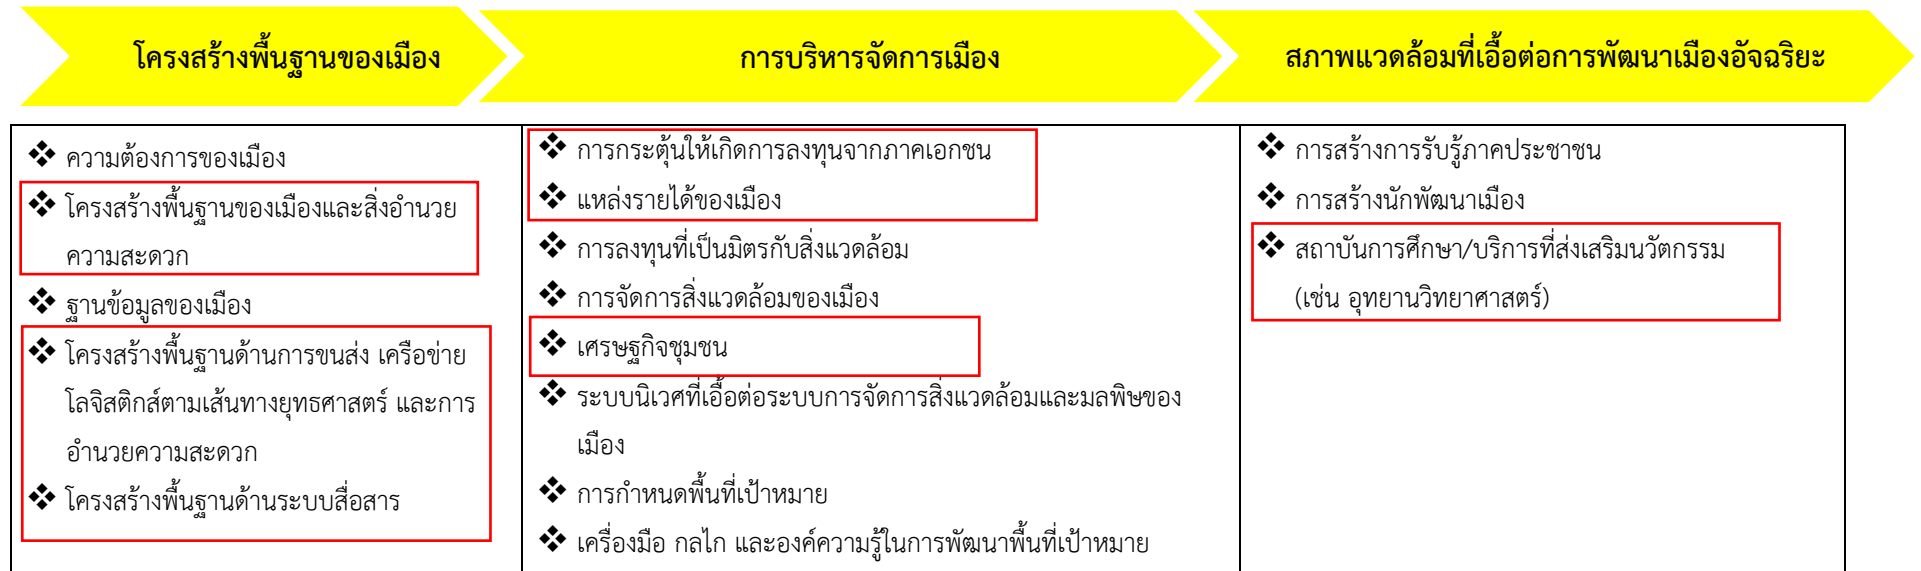 โครงสร้างพื้นฐานของเมือง
การบริหารจัดการเมือง
สภาพแวดล้อมที่เอื้อต่อการพัฒนาเมืองอัจฉริยะ
❖ ความต้องการของเมือง
❖ โครงสร้างพื้นฐานของเมืองและสิ่งอำนวย
ความสะดวก
❖ ฐานข้อมูลของเมือง
❖ โครงสร้างพื้นฐานด้านการขนส่ง เครือข่าย
โลจิสติกส์ตามเส้นทางยุทธศาสตร์ และการ
อำนวยความสะดวก
❖ โครงสร้างพื้นฐานด้านระบบสื่อสาร
❖ การกระตุ้นให้เกิดการลงทุนจากภาคเอกชน
❖ แหล่งรายได้ของเมือง
❖ การลงทุนที่เป็นมิตรกับสิ่งแวดล้อม
❖ การจัดการสิ่งแวดล้อมของเมือง
❖ เศรษฐกิจชุมชน
❖ ระบบนิเวศที่เอื้อต่อระบบการจัดการสิ่งแวดล้อมและมลพิษของ
เมือง
❖ การกำหนดพื้นที่เป้าหมาย
❖ เครื่องมือ กลไก และองค์ความรู้ในการพัฒนาพื้นที่เป้าหมาย
❖ การสร้างการรับรู้ภาคประชาชน
❖ การสร้างนักพัฒนาเมือง
❖ สถาบันการศึกษา/บริการที่ส่งเสริมนวัตกรรม
(เช่น อุทยานวิทยาศาสตร์)